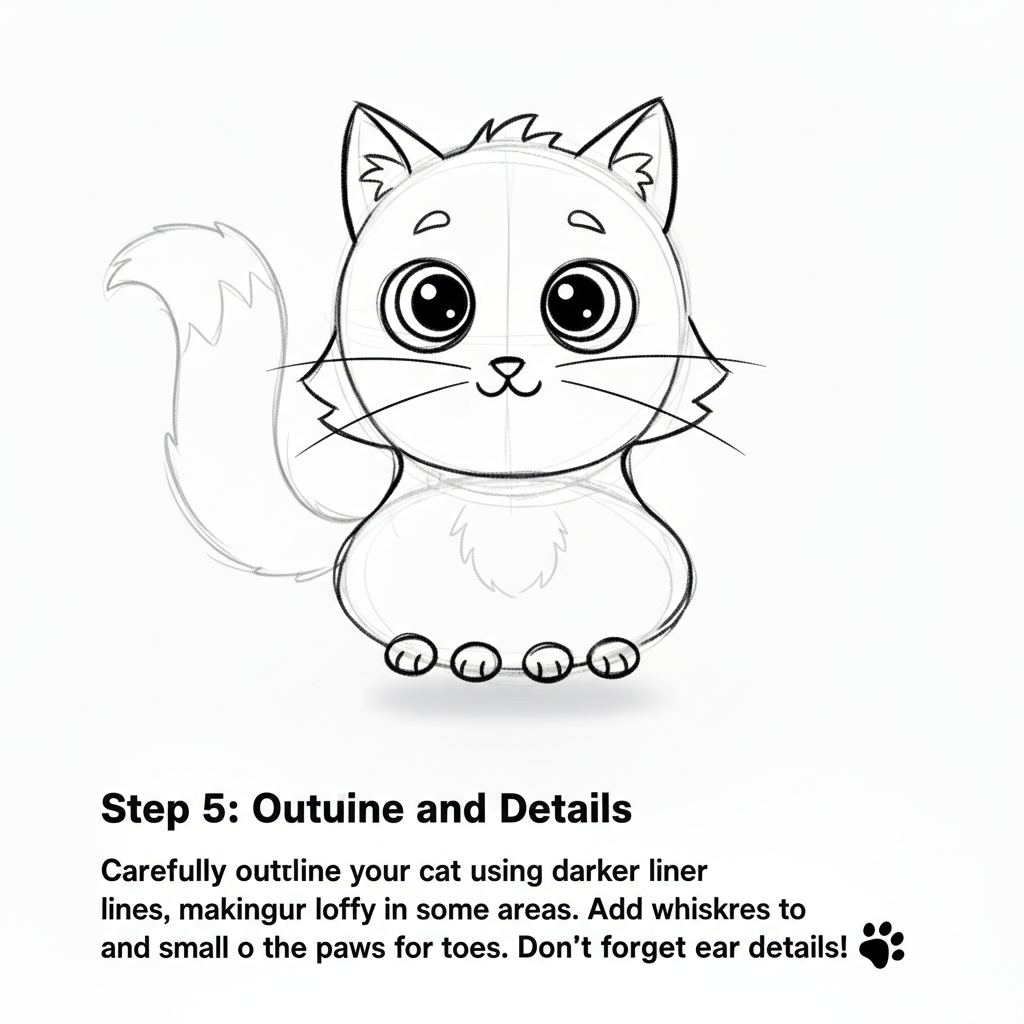 Step 5: Outuine and Details
Carefully outtline your cat using darker liner
lines, makingur loffy in some areas. Add whiskres to
and small o the paws for toes. Don't forget ear details!